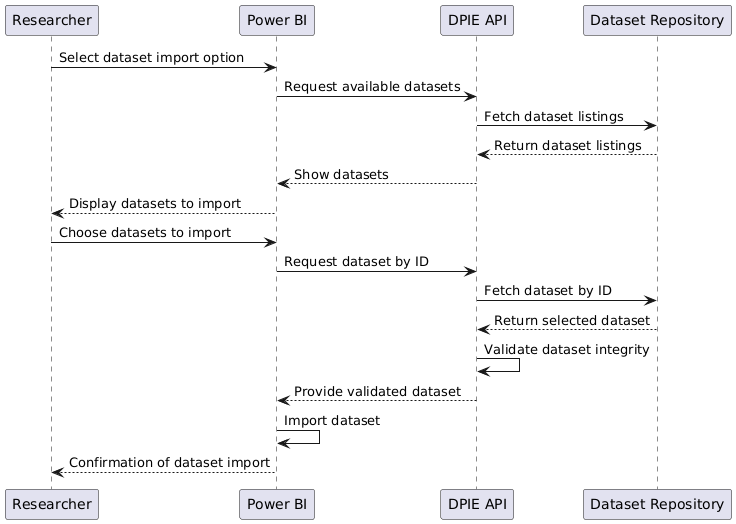 Researcher
Power BI
DPIE API
Dataset Repository
Select dataset import option
Request available datasets
Fetch dataset listings
Return dataset listings
Show datasets
Display datasets to import
Choose datasets to import
Request dataset by ID
Fetch dataset by ID
Return selected dataset
Validate dataset integrity
Provide validated dataset
Import dataset
Confirmation of dataset import
Researcher
Power BI
DPIE API
Dataset Repository